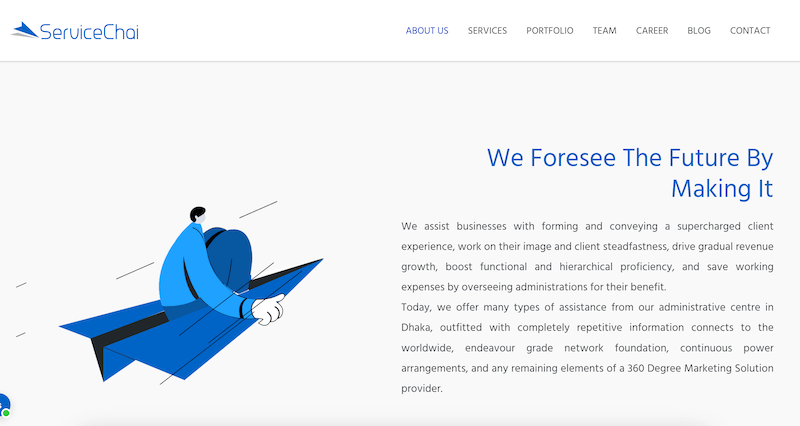 ServiceChai
ABOUT US SERVICES PORTFOLIO TEAM CAREER BLOG CONTACT
We Foresee The Future By
Making It
We assist businesses with forming and conveying a supercharged client
experience, work on their image and client steadfastness, drive gradual revenue
growth, boost functional and hierarchical proficiency, and save working
expenses by overseeing administrations for their benefit.
Today, we offer many types of assistance from our administrative centre in
Dhaka, outfitted with completely repetitive information connects to the
worldwide, endeavour grade network foundation, continuous power
arrangements, and any remaining elements of a 360 Degree Marketing Solution
provider.